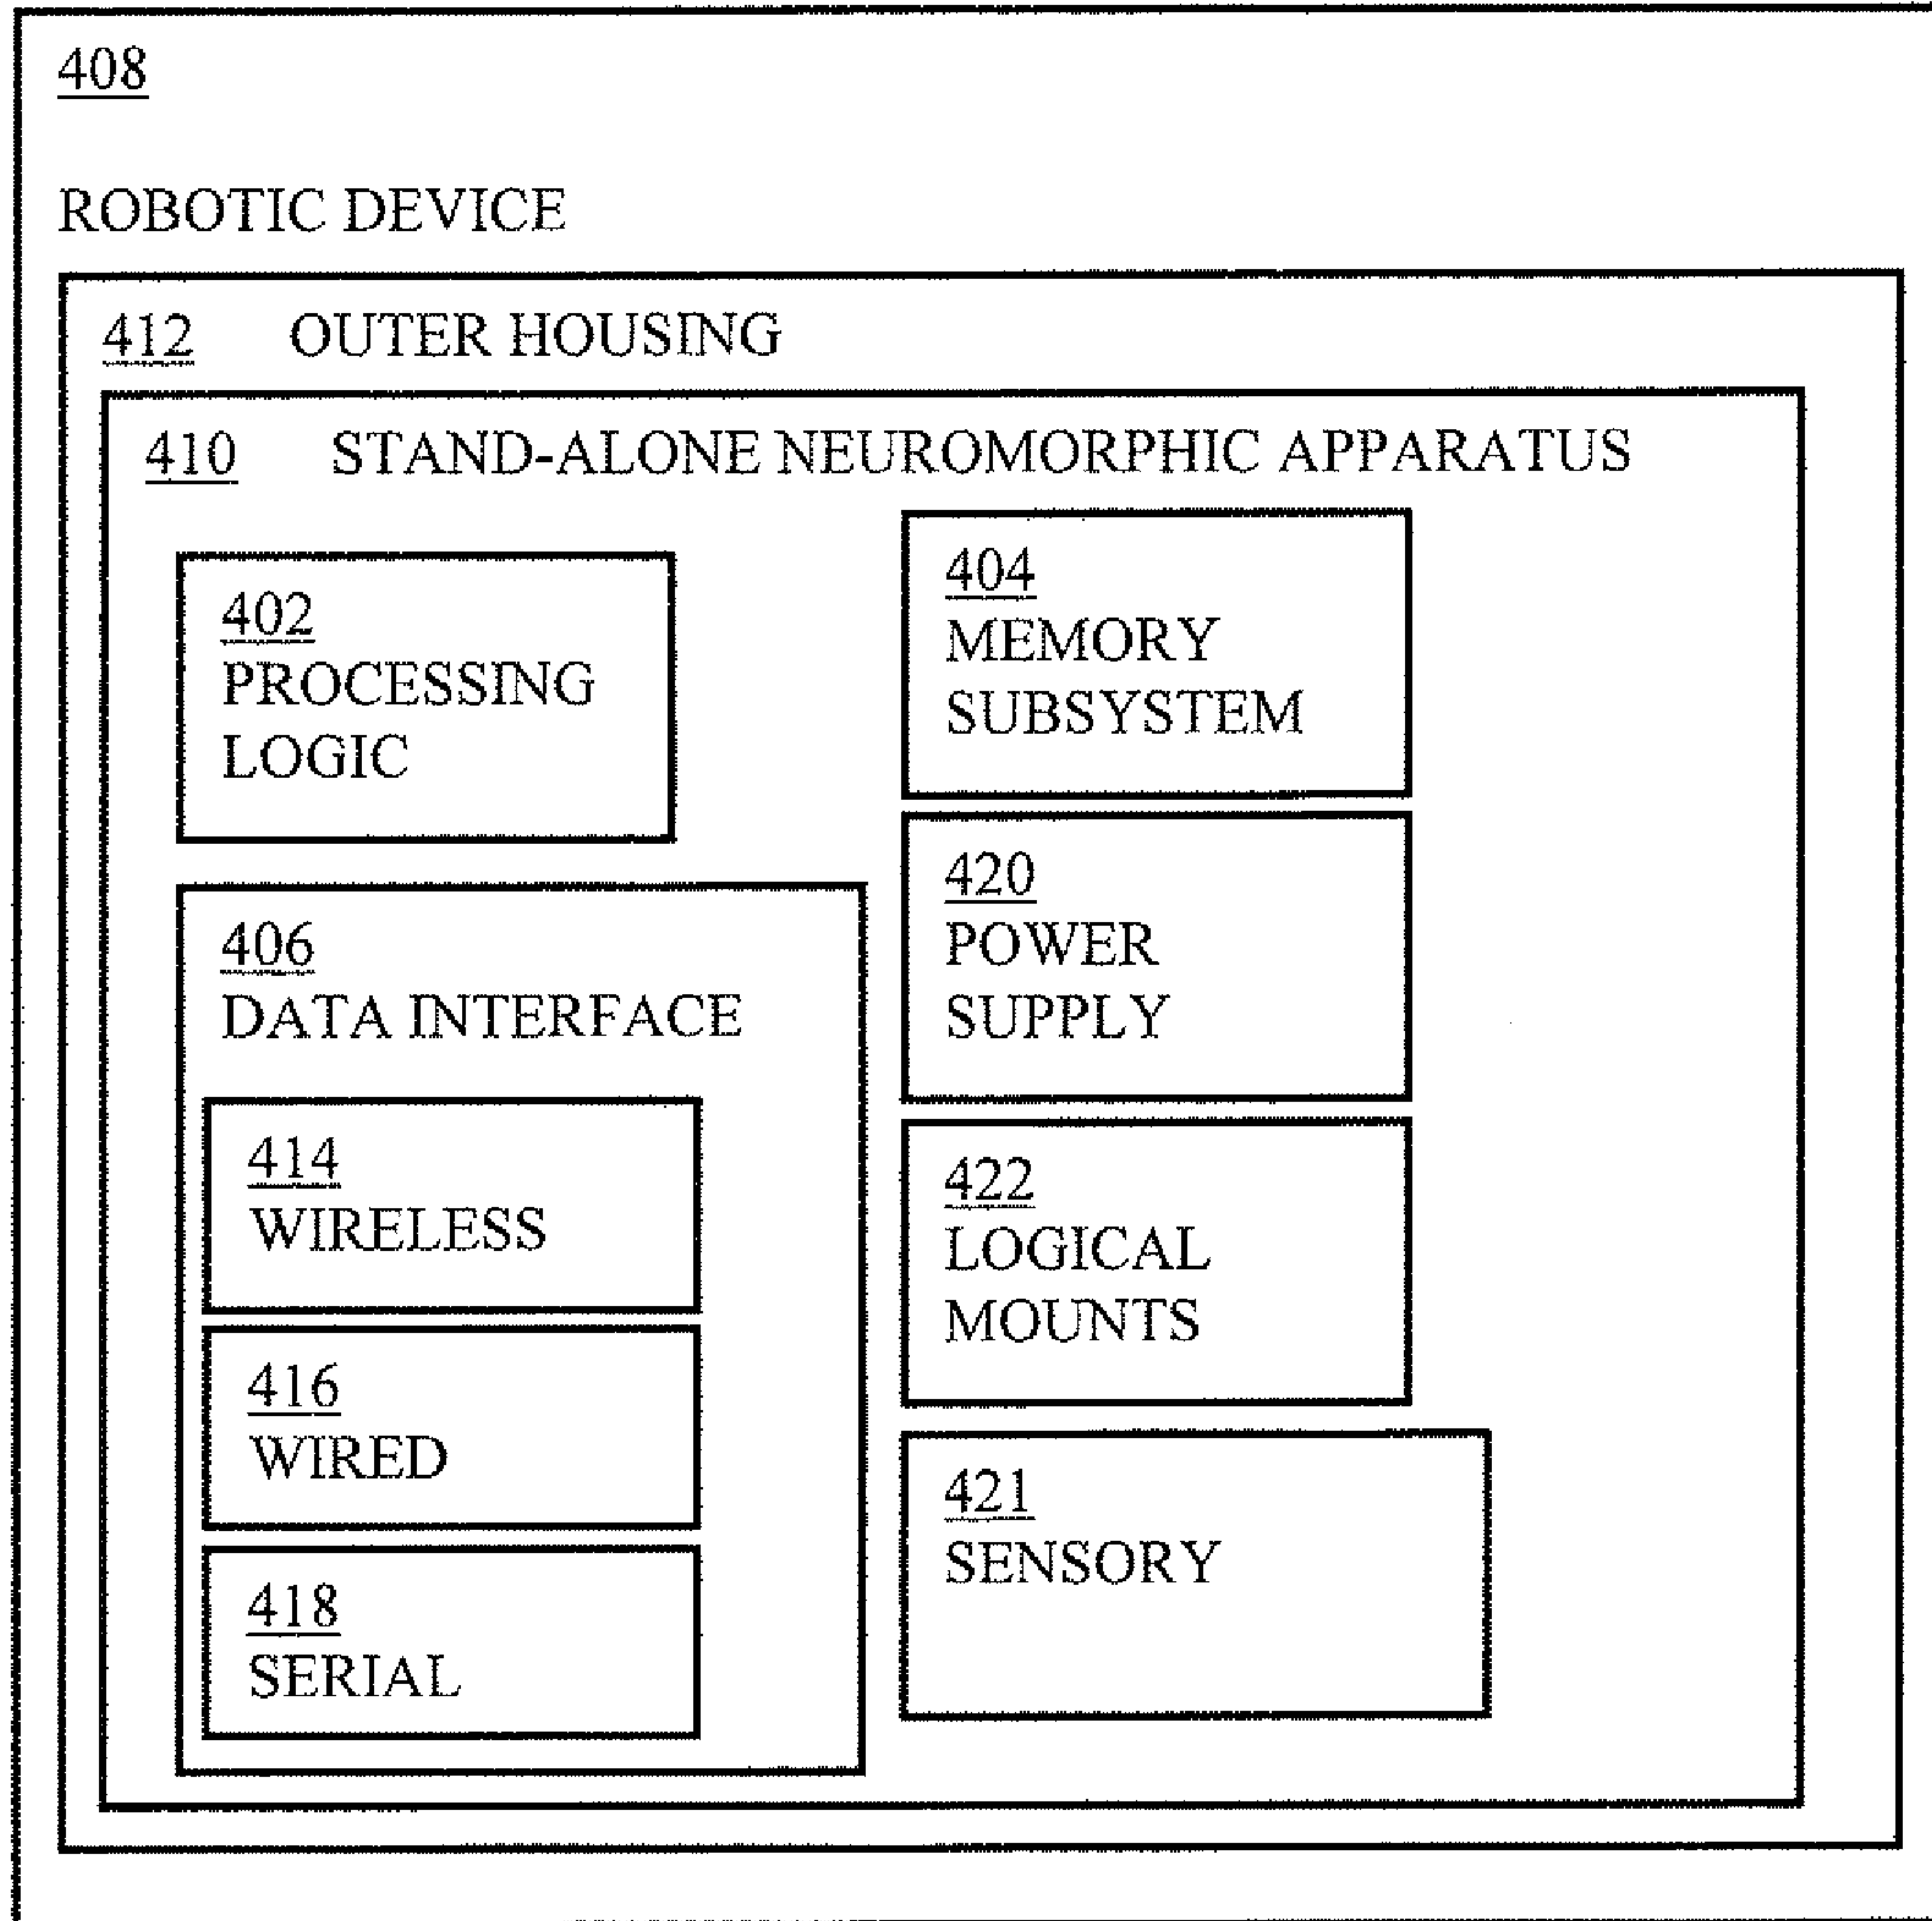 408
ROBOTIC DEVICE
412 OUTER HOUSING
410 STAND-ALONE NEUROMORPHIC APPARATUS
402
PROCESSING
LOGIC
404
MEMORY
SUBSYSTEM
406
DATA INTERFACE
414
WIRELESS
416
WIRED
418
SERIAL
420
POWER
SUPPLY
422
LOGICAL
MOUNTS
421
SENSORY